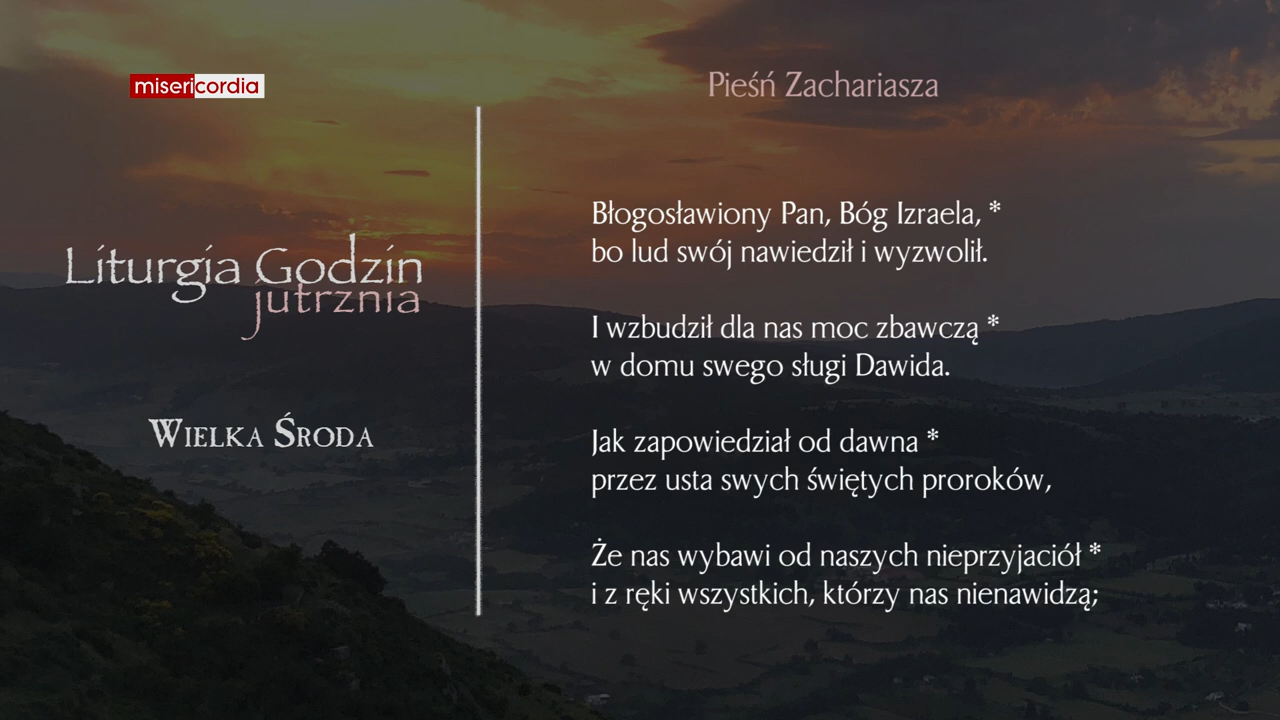 misericordia
Liturgia Godzin
jutrznia
Wielka Środa
Pieśń Zachariasza
Błogosławiony Pan, Bóg Izraela, *
bo lud swój nawiedził i wyzwolił.
I wzbudził dla nas moc zbawczą *
w domu swego sługi Dawida.
Jak zapowiedział od dawna *
przez usta swych świętych proroków,
Że nas wybawi od naszych nieprzyjaciół *
i z ręki wszystkich, którzy nas nienawidzą;